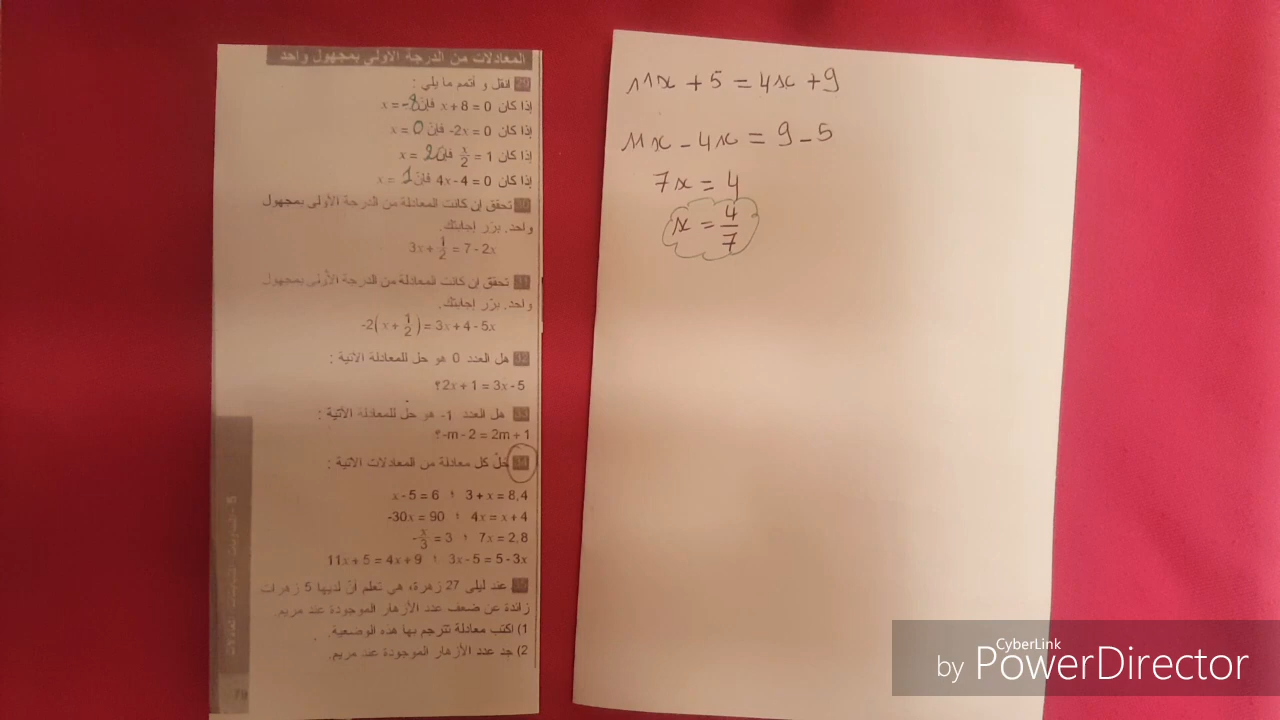 المعادلات من الدرجة الأولى بمجهول واحد
29 انقل و أتمم ما يلي :
إذا كان x + 8 = 0 فإنّ x = -8
إذا كان -2x = 0 فإنّ x = 0
إذا كان x/2 = 1 فإنّ x = 2
إذا كان 4x - 4 = 0 فإنّ x = 1
30 تحقق إن كانت المعادلة من الدرجة الأولى بمجهول
واحد. برّر إجابتك.
3x + 1/2 = 7 - 2x
31 تحقق إن كانت المعادلة من الدرجة الأولى بمجهول
واحد. برّر إجابتك.
-2(x + 1/2) = 3x + 4 - 5x
32 هل العدد 0 هو حل للمعادلة الآتية :
2x + 1 = 3x - 5 ؟
33 هل العدد -1 هو حل للمعادلة الآتية :
-m - 2 = 2m + 1 ؟
34 حلّ كل معادلة من المعادلات الآتية :
3 + x = 8,4 ؛ x - 5 = 6
4x = x + 4 ؛ -30x = 90
7x = 2,8 ؛ -x/3 = 3
3x - 5 = 5 - 3x ؛ 11x + 5 = 4x + 9
35 عند ليلى 27 زهرة، هي تعلم أنّ لديها 5 زهرات
زائدة عن ضعف عدد الأزهار الموجودة عند مريم.
1) اكتب معادلة تترجم بها هذه الوضعية.
2) جد عدد الأزهار الموجودة عند مريم.
79
11x + 5 = 4x + 9
11x - 4x = 9 - 5
7x = 4
x = 4/7
CyberLink
by PowerDirector